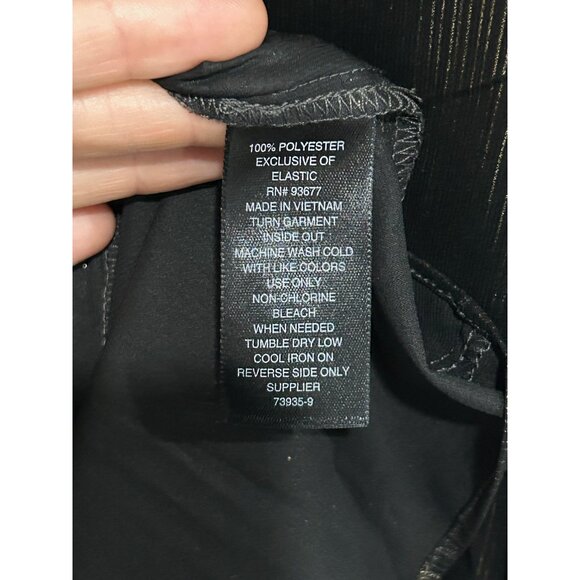 100% POLYESTER
EXCLUSIVE OF
ELASTIC
RN# 93677
MADE IN VIETNAM
TURN GARMENT
INSIDE OUT
MACHINE WASH COLD
WITH LIKE COLORS
USE ONLY
NON-CHLORINE
BLEACH
WHEN NEEDED
TUMBLE DRY LOW
COOL IRON ON
REVERSE SIDE ONLY
SUPPLIER
73935-9